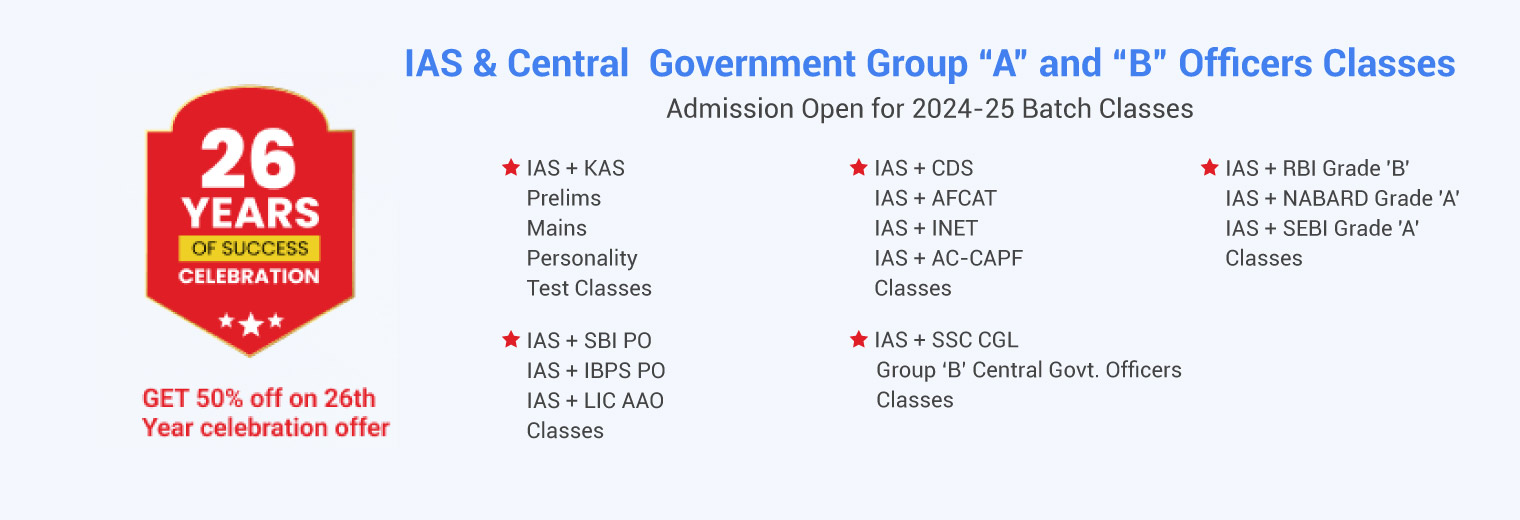 IAS & Central  Government Group “A” and “B” Officers Classes
Admission Open for 2024-25 Batch Classes
26
YEARS
OF SUCCESS
CELEBRATION
GET 50% off on 26th
Year celebration offer
IAS + KAS
Prelims
Mains
Personality
Test Classes
IAS + CDS
IAS + AFCAT
IAS + INET
IAS + AC-CAPF
Classes
IAS + RBI Grade 'B'
IAS + NABARD Grade 'A'
IAS + SEBI Grade 'A'
Classes
IAS + SBI PO
IAS + IBPS PO
IAS + LIC AAO
Classes
IAS + SSC CGL
Group ‘B’ Central Govt. Officers
Classes